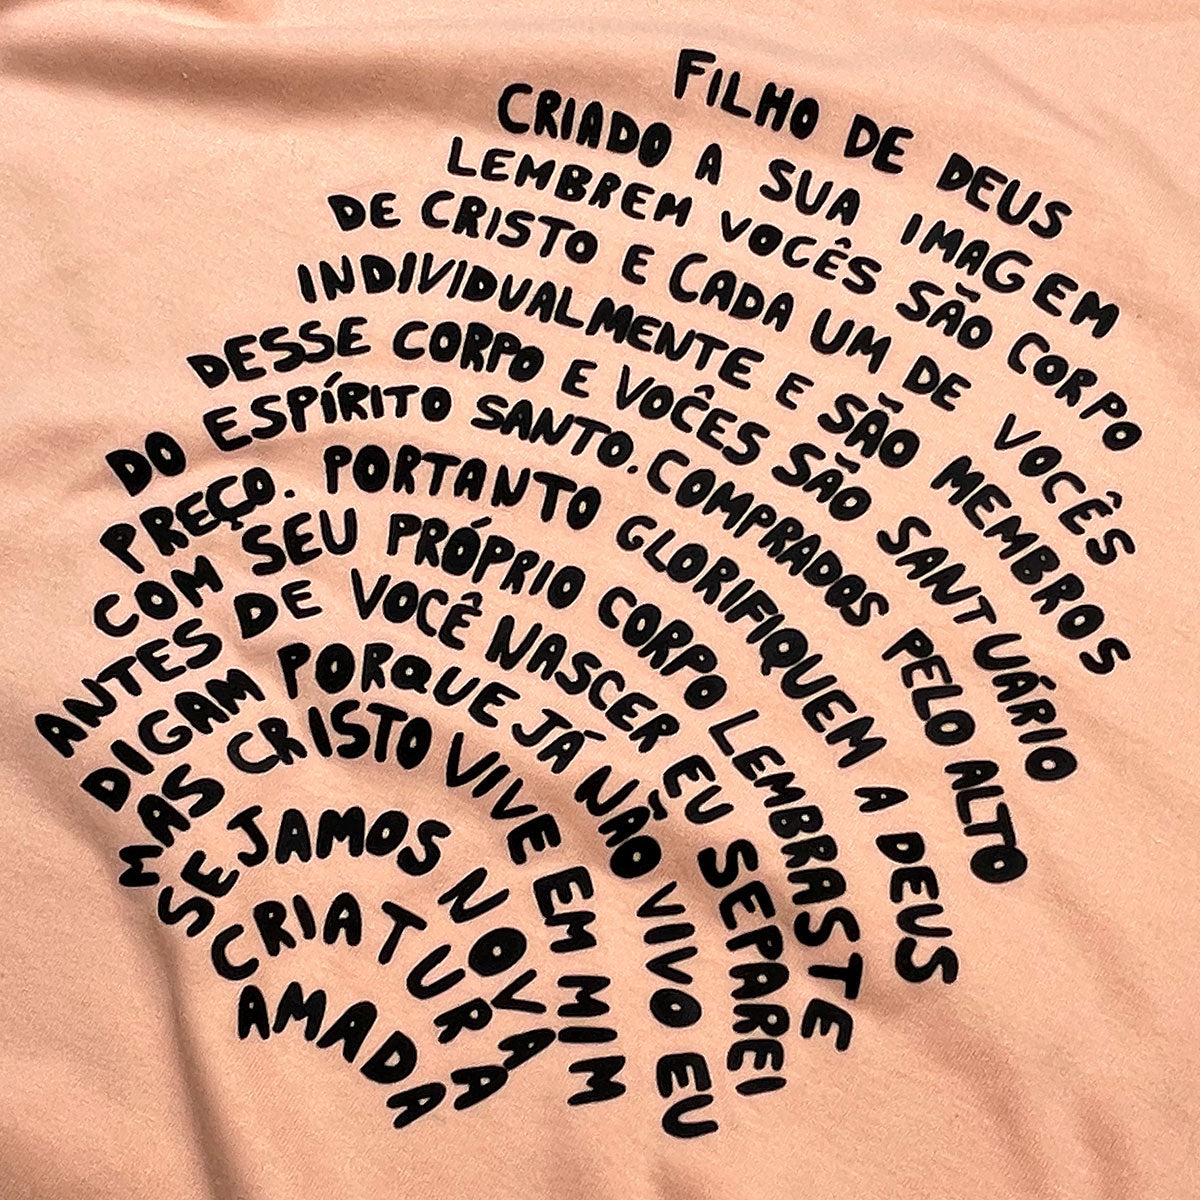 FILHO DE DEUS
CRIADO A SUA IMAGEM
LEMBREM VOCÊS SÃO CORPO
DE CRISTO E CADA UM DE VOCÊS
INDIVIDUALMENTE E SÃO MEMBROS
DESSE CORPO E VOCÊS SÃO SANTUÁRIO
DO ESPÍRITO SANTO. COMPRADOS PELO ALTO
PREÇO. PORTANTO GLORIFIQUEM A DEUS
COM SEU PRÓPRIO CORPO LEMBRASTE
ANTES DE VOCÊ NASCER EU SEPAREI
DIGAM PORQUE JÁ NÃO VIVO EU
MAS CRISTO VIVE EM MIM
SEJAMOS NOVA
CRIATURA
AMADA